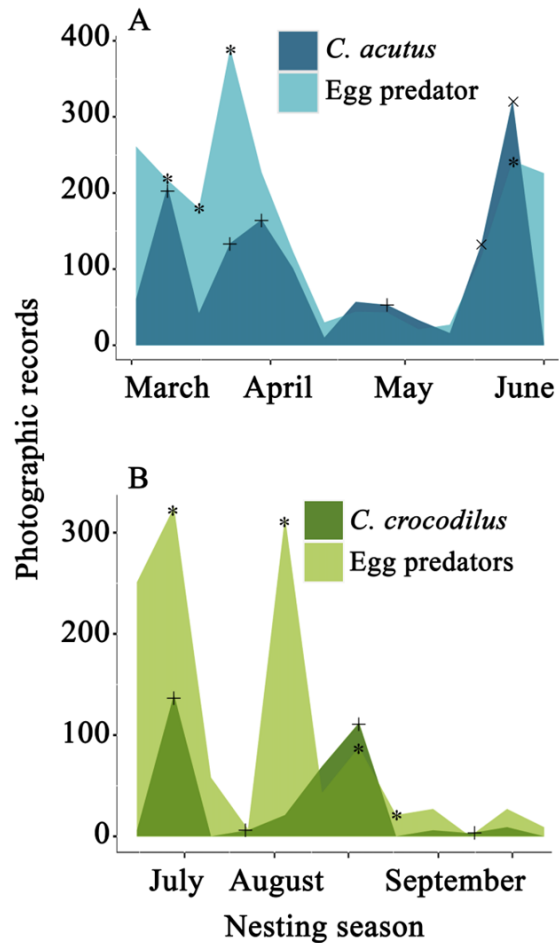 A
400
300
200
100
0
C. acutus
Egg predator
March April May June
Photographic records
B
300
200
100
0
C. crocodilus
Egg predators
July August September
Nesting season